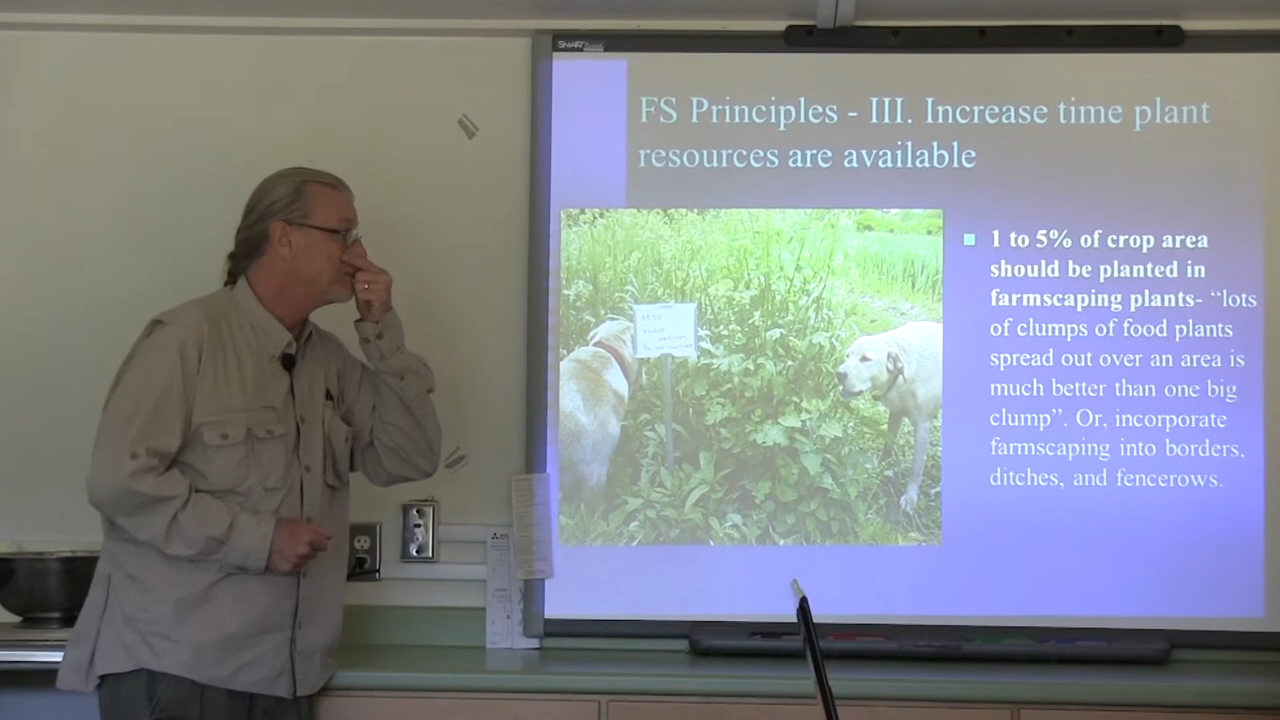 SMART
FS Principles - III. Increase time plant
resources are available
1 to 5% of crop area
should be planted in
farmscaping plants- “lots
of clumps of food plants
spread out over an area is
much better than one big
clump”. Or, incorporate
farmscaping into borders,
ditches, and fencerows.